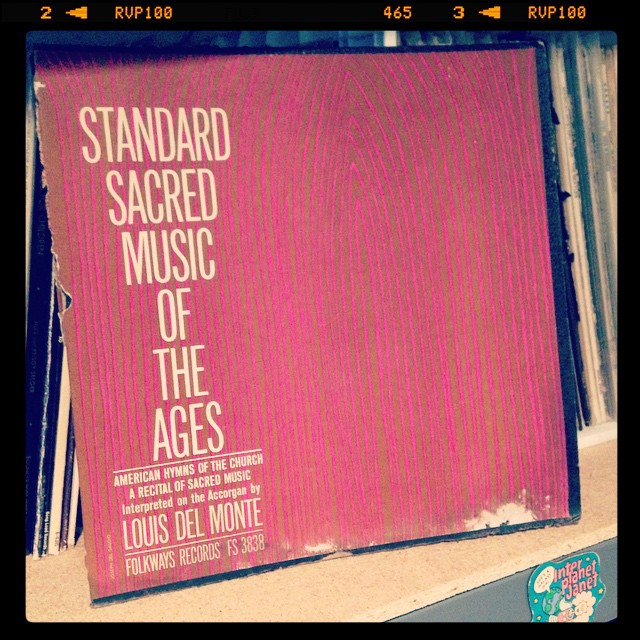 2 RVP100 465 3 RVP100
STANDARD
SACRED
MUSIC
OF
THE
AGES
AMERICAN HYMNS OF THE CHURCH
A RECITAL OF SACRED MUSIC
Interpreted on the Accorgan by
LOUIS DEL MONTE
FOLKWAYS RECORDS FS 3838
Inter
Planet
Janet